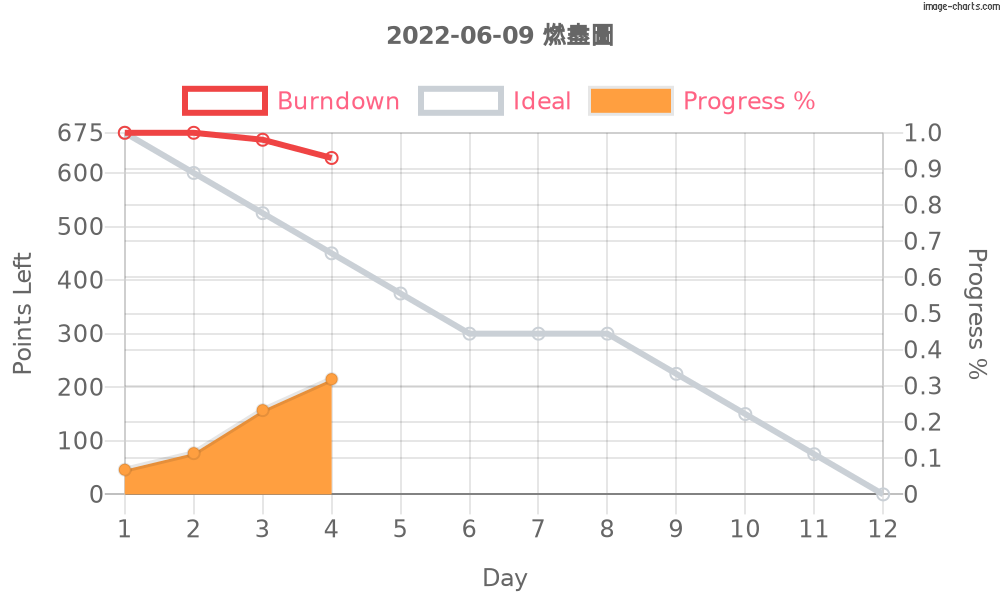 image-charts.com
2022-06-09 燃盡圖
Burndown Ideal Progress %
675 1.0
600 0.9
500 0.8
400 0.7
300 0.6
200 0.5
100 0.4
0 0.3
0.2
0.1
0
Points Left
Progress %
1 2 3 4 5 6 7 8 9 10 11 12
Day